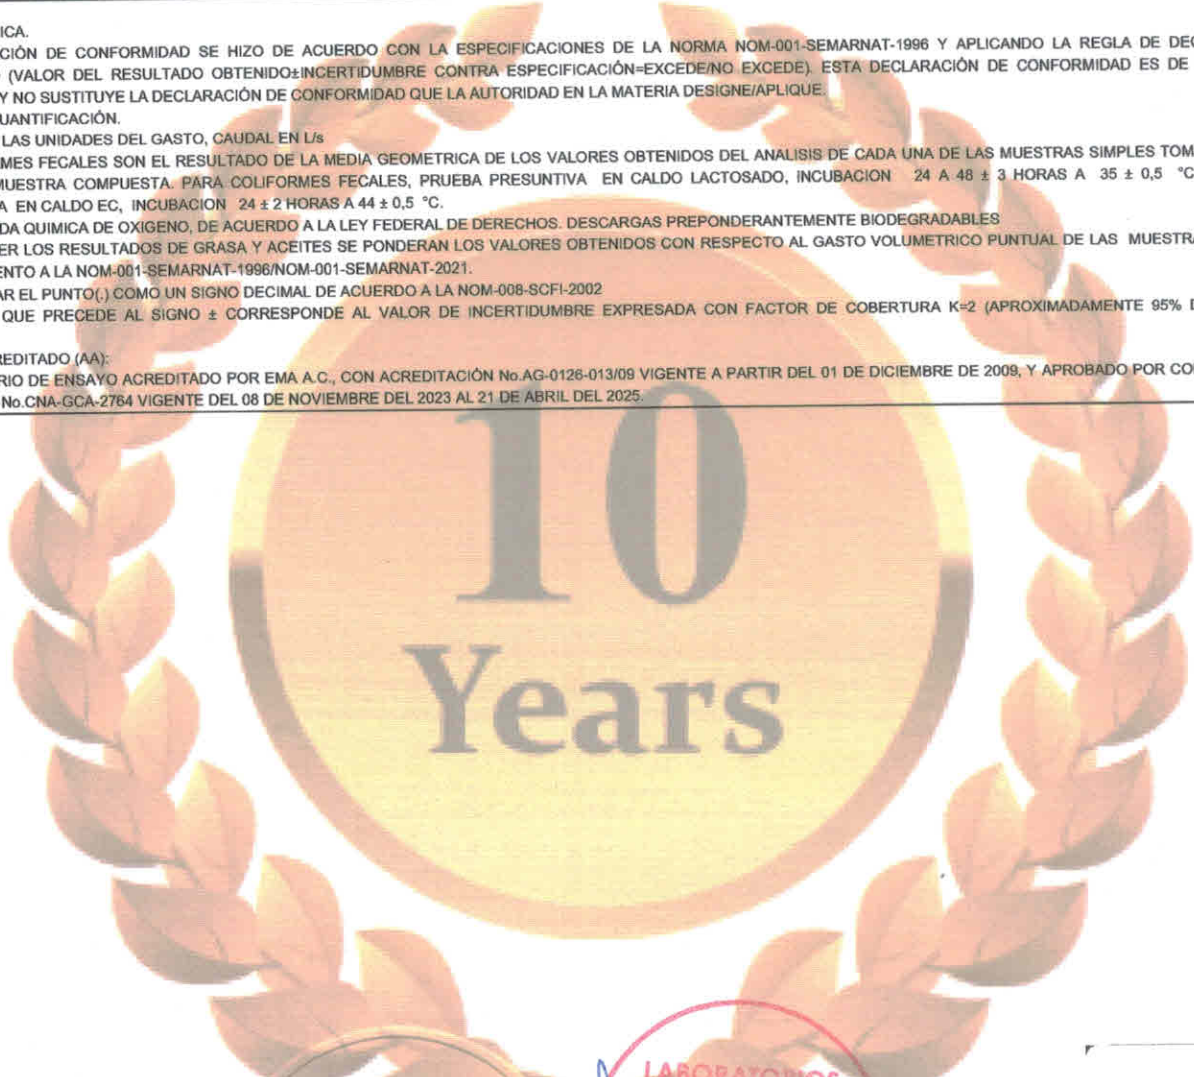 ICA.
CIÓN DE CONFORMIDAD SE HIZO DE ACUERDO CON LA ESPECIFICACIONES DE LA NORMA NOM-001-SEMARNAT-1996 Y APLICANDO LA REGLA DE DE
(VALOR DEL RESULTADO OBTENIDO±INCERTIDUMBRE CONTRA ESPECIFICACIÓN=EXCEDE/NO EXCEDE). ESTA DECLARACIÓN DE CONFORMIDAD ES DE
Y NO SUSTITUYE LA DECLARACIÓN DE CONFORMIDAD QUE LA AUTORIDAD EN LA MATERIA DESIGNE/APLIQUE.
UANTIFICACIÓN.
LAS UNIDADES DEL GASTO, CAUDAL EN L/s
MES FECALES SON EL RESULTADO DE LA MEDIA GEOMETRICA DE LOS VALORES OBTENIDOS DEL ANALISIS DE CADA UNA DE LAS MUESTRAS SIMPLES TOM
MUESTRA COMPUESTA. PARA COLIFORMES FECALES, PRUEBA PRESUNTIVA EN CALDO LACTOSADO, INCUBACION 24 A 48 ± 3 HORAS A 35 ± 0,5 °C
A EN CALDO EC, INCUBACION 24 ± 2 HORAS A 44 ± 0,5 °C.
DA QUIMICA DE OXIGENO, DE ACUERDO A LA LEY FEDERAL DE DERECHOS. DESCARGAS PREPONDERANTEMENTE BIODEGRADABLES
ER LOS RESULTADOS DE GRASA Y ACEITES SE PONDERAN LOS VALORES OBTENIDOS CON RESPECTO AL GASTO VOLUMETRICO PUNTUAL DE LAS MUESTRA
ENTO A LA NOM-001-SEMARNAT-1996/NOM-001-SEMARNAT-2021.
AR EL PUNTO(.) COMO UN SIGNO DECIMAL DE ACUERDO A LA NOM-008-SCFI-2002
QUE PRECEDE AL SIGNO ± CORRESPONDE AL VALOR DE INCERTIDUMBRE EXPRESADA CON FACTOR DE COBERTURA K=2 (APROXIMADAMENTE 95%
REDITADO (AA):
RIO DE ENSAYO ACREDITADO POR EMA A.C., CON ACREDITACIÓN No.AG-0126-013/09 VIGENTE A PARTIR DEL 01 DE DICIEMBRE DE 2009, Y APROBADO POR CO
No.CNA-GCA-2764 VIGENTE DEL 08 DE NOVIEMBRE DEL 2023 AL 21 DE ABRIL DEL 2025.
10
Years
LABORATORIOS